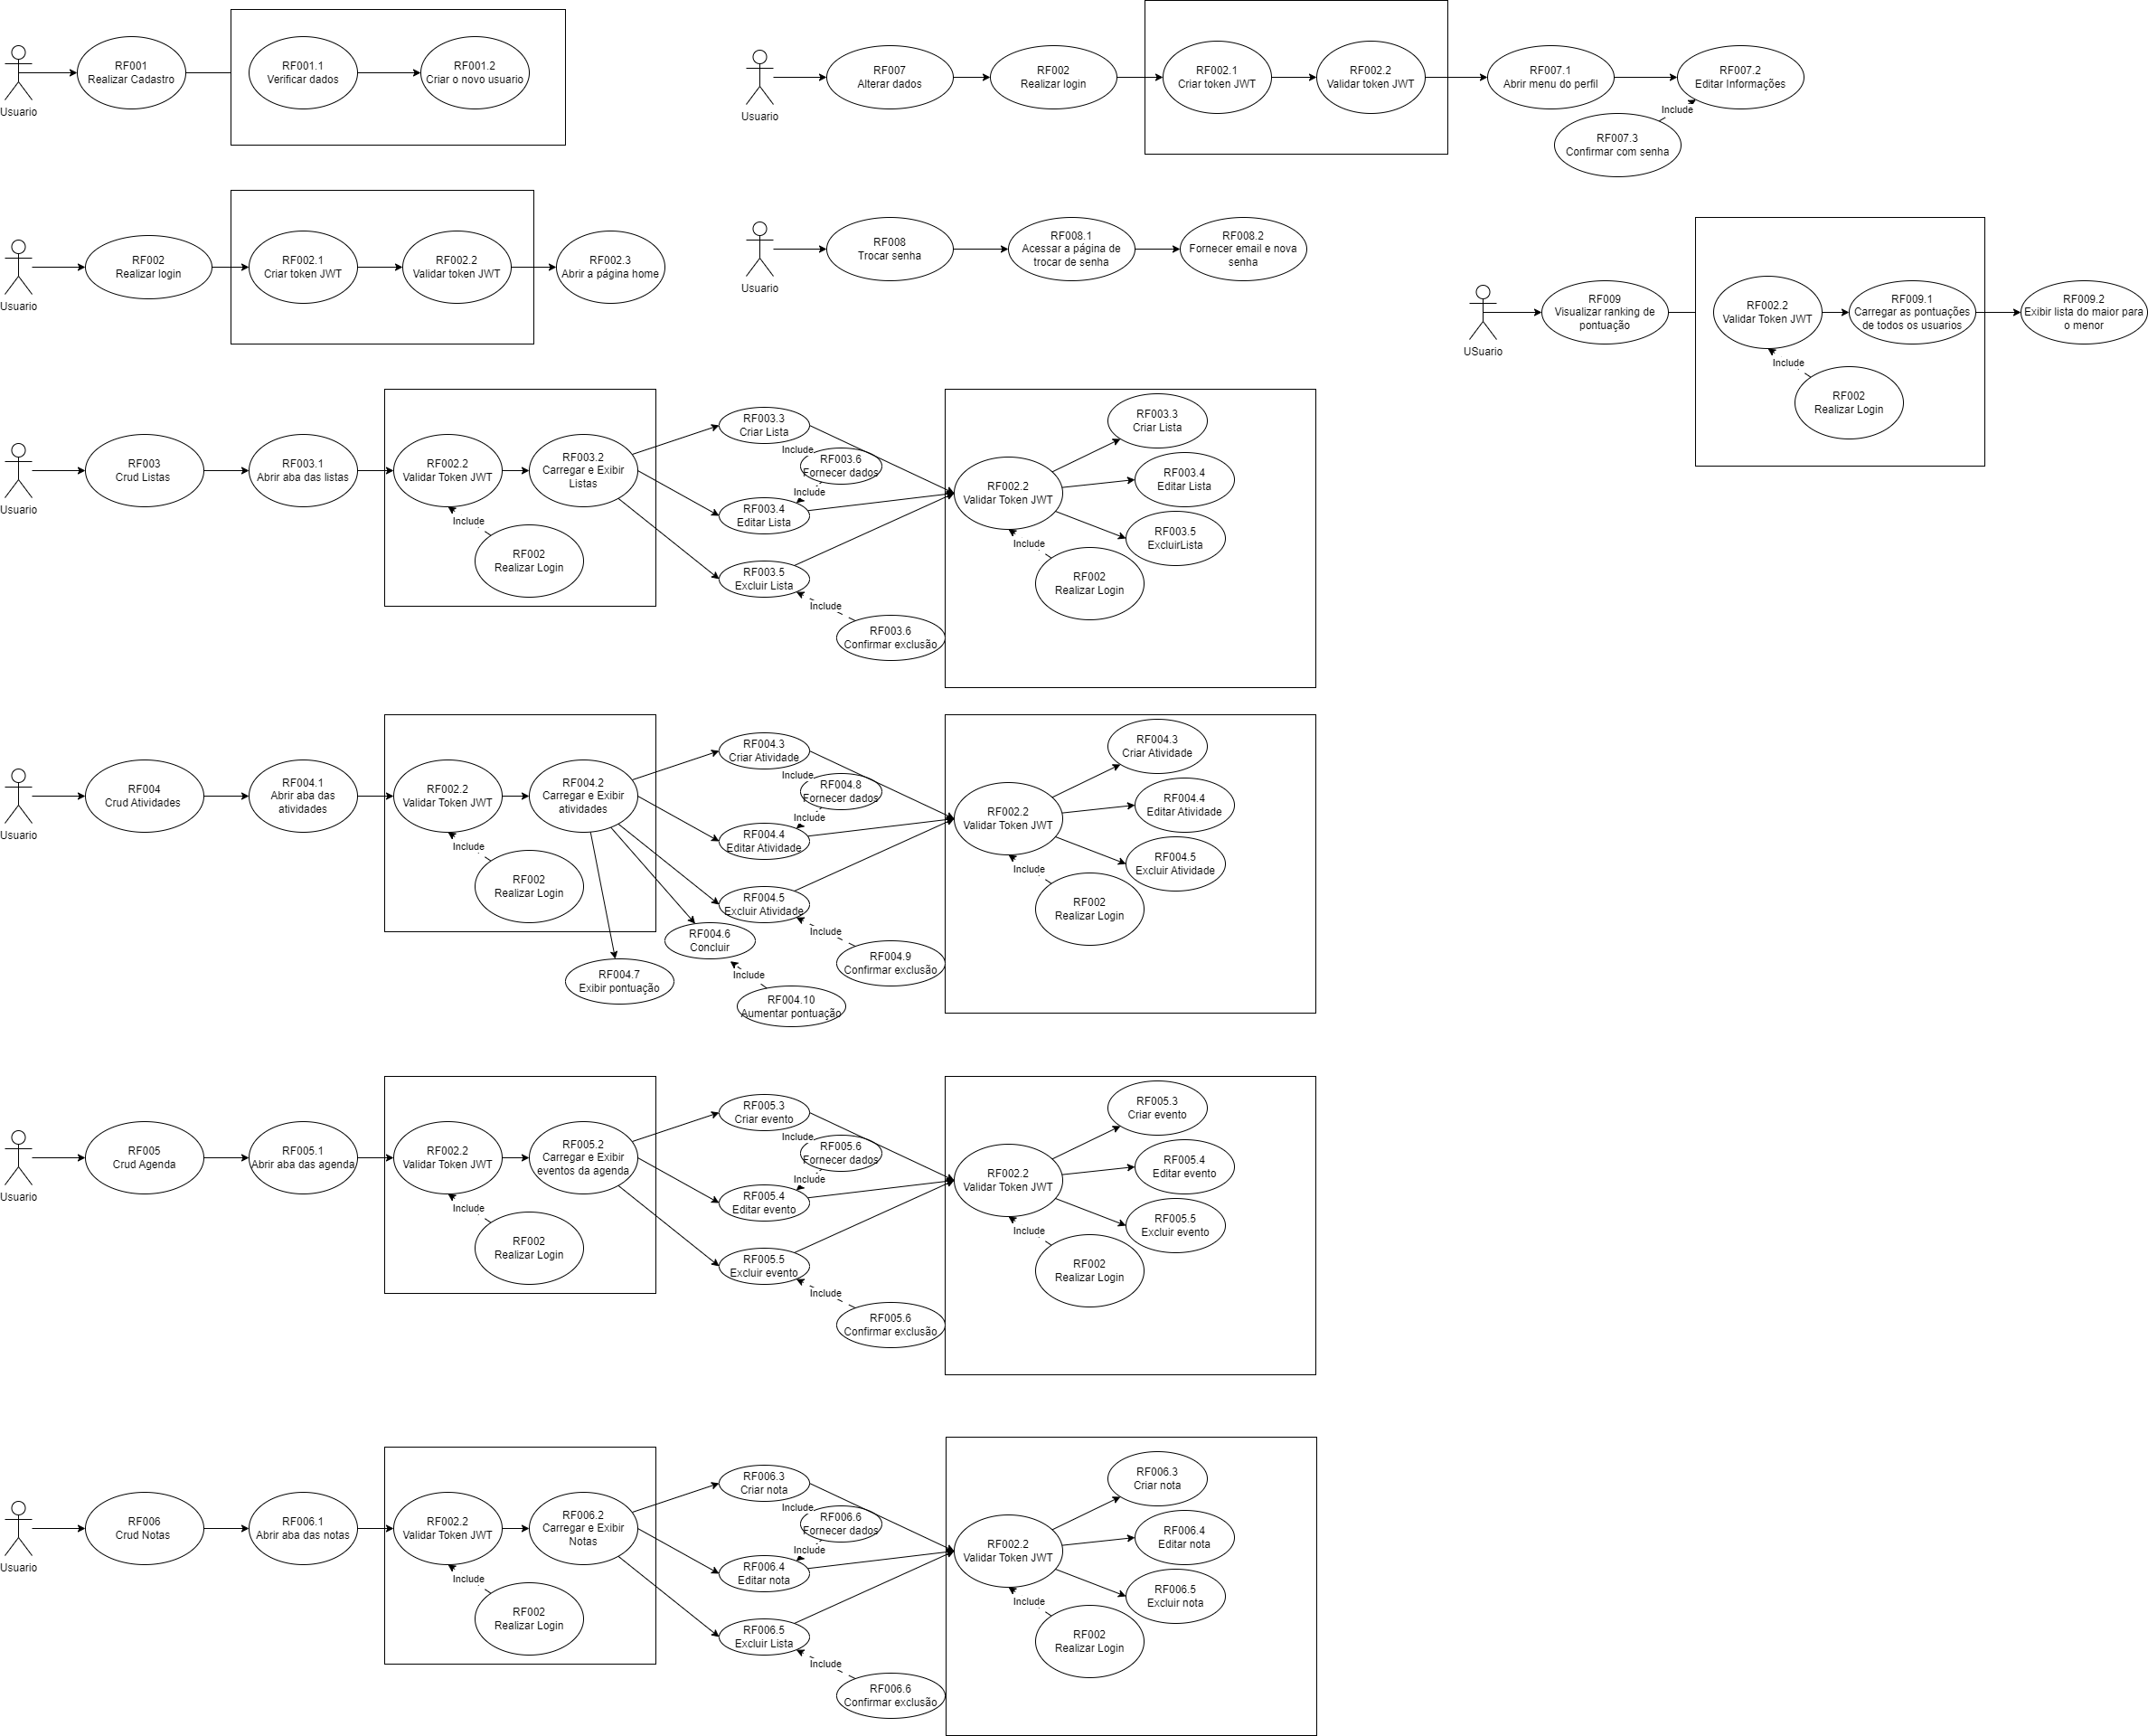 RF001
Realizar Cadastro
RF001.1
Verificar dados
RF001.2
Criar o novo usuario
Usuario
RF007
Alterar dados
RF002
Realizar login
RF002.1
Criar token JWT
RF002.2
Validar token JWT
RF007.1
Abrir menu do perfil
RF007.2
Editar Informações
Include
RF007.3
Confirmar com senha
Usuario
RF002
Realizar login
RF002.1
Criar token JWT
RF002.2
Validar token JWT
RF002.3
Abrir a página home
Usuario
RF008
Trocar senha
RF008.1
Acessar a página de
trocar de senha
RF008.2
Fornecer email e nova
senha
Usuario
RF009
Visualizar ranking de
pontuação
RF002.2
Validar Token JWT
RF009.1
Carregar as pontuações
de todos os usuarios
RF009.2
Exibir lista do maior para
o menor
USuario
Include
RF002
Realizar Login
RF003
Crud Listas
RF003.1
Abrir aba das listas
RF002.2
Validar Token JWT
RF003.2
Carregar e Exibir
Listas
Include
RF002
Realizar Login
Usuario
RF003.3
Criar Lista
Include
RF003.6
Fornecer dados
Include
RF003.4
Editar Lista
RF003.5
Excluir Lista
Include
RF003.6
Confirmar exclusão
RF002.2
Validar Token JWT
RF003.3
Criar Lista
RF003.4
Editar Lista
RF003.5
ExcluirLista
Include
RF002
Realizar Login
RF004
Crud Atividades
RF004.1
Abrir aba das
atividades
RF002.2
Validar Token JWT
RF004.2
Carregar e Exibir
atividades
Include
RF002
Realizar Login
Usuario
RF004.3
Criar Atividade
Include
RF004.8
Fornecer dados
Include
RF004.4
Editar Atividade
RF004.5
Excluir Atividade
RF004.6
Concluir
Include
RF004.9
Confirmar exclusão
RF004.7
Exibir pontuação
Include
RF004.10
Aumentar pontuação
RF002.2
Validar Token JWT
RF004.3
Criar Atividade
RF004.4
Editar Atividade
RF004.5
Excluir Atividade
Include
RF002
Realizar Login
RF005
Crud Agenda
RF005.1
Abrir aba das agenda
RF002.2
Validar Token JWT
RF005.2
Carregar e Exibir
eventos da agenda
Include
RF002
Realizar Login
Usuario
RF005.3
Criar evento
Include
RF005.6
Fornecer dados
Include
RF005.4
Editar evento
RF005.5
Excluir evento
Include
RF005.6
Confirmar exclusão
RF002.2
Validar Token JWT
RF005.3
Criar evento
RF005.4
Editar evento
RF005.5
Excluir evento
Include
RF002
Realizar Login
RF006
Crud Notas
RF006.1
Abrir aba das notas
RF002.2
Validar Token JWT
RF006.2
Carregar e Exibir
Notas
Include
RF002
Realizar Login
Usuario
RF006.3
Criar nota
Include
RF006.6
Fornecer dados
Include
RF006.4
Editar nota
RF006.5
Excluir Lista
Include
RF006.6
Confirmar exclusão
RF002.2
Validar Token JWT
RF006.3
Criar nota
RF006.4
Editar nota
RF006.5
Excluir nota
Include
RF002
Realizar Login